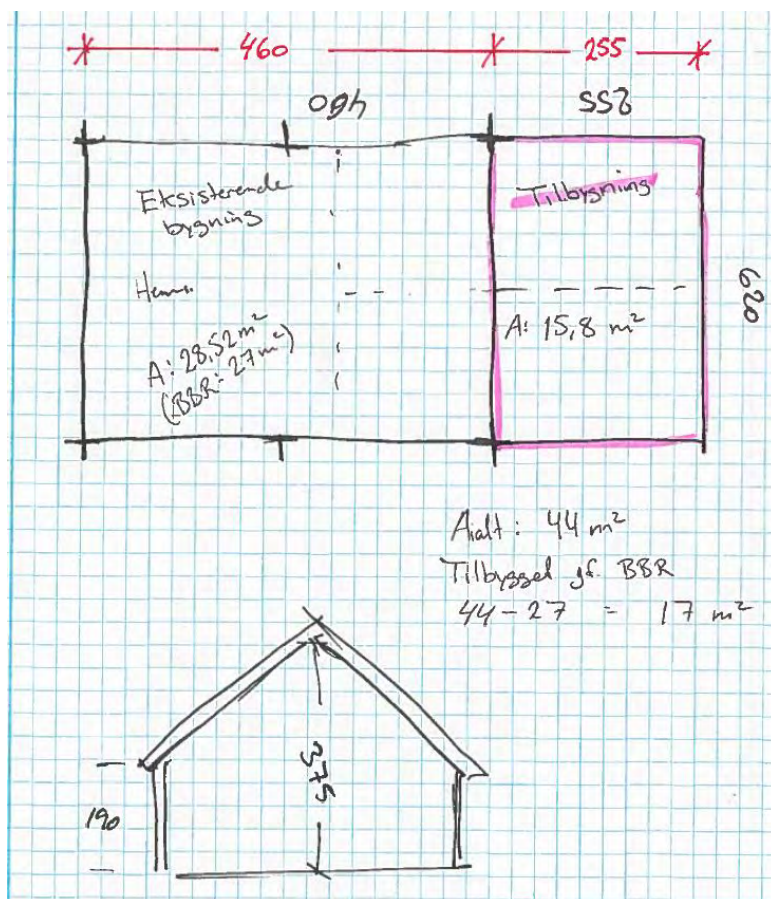 460
255
460
255
Eksisterende
bygning
Tilbygning
620
A: 28,52 m²
(BBR: 27 m²)
A: 15,8 m²
Aialt: 44 m²
Tilbygget jf. BBR
44 - 27 = 17 m²
375
190